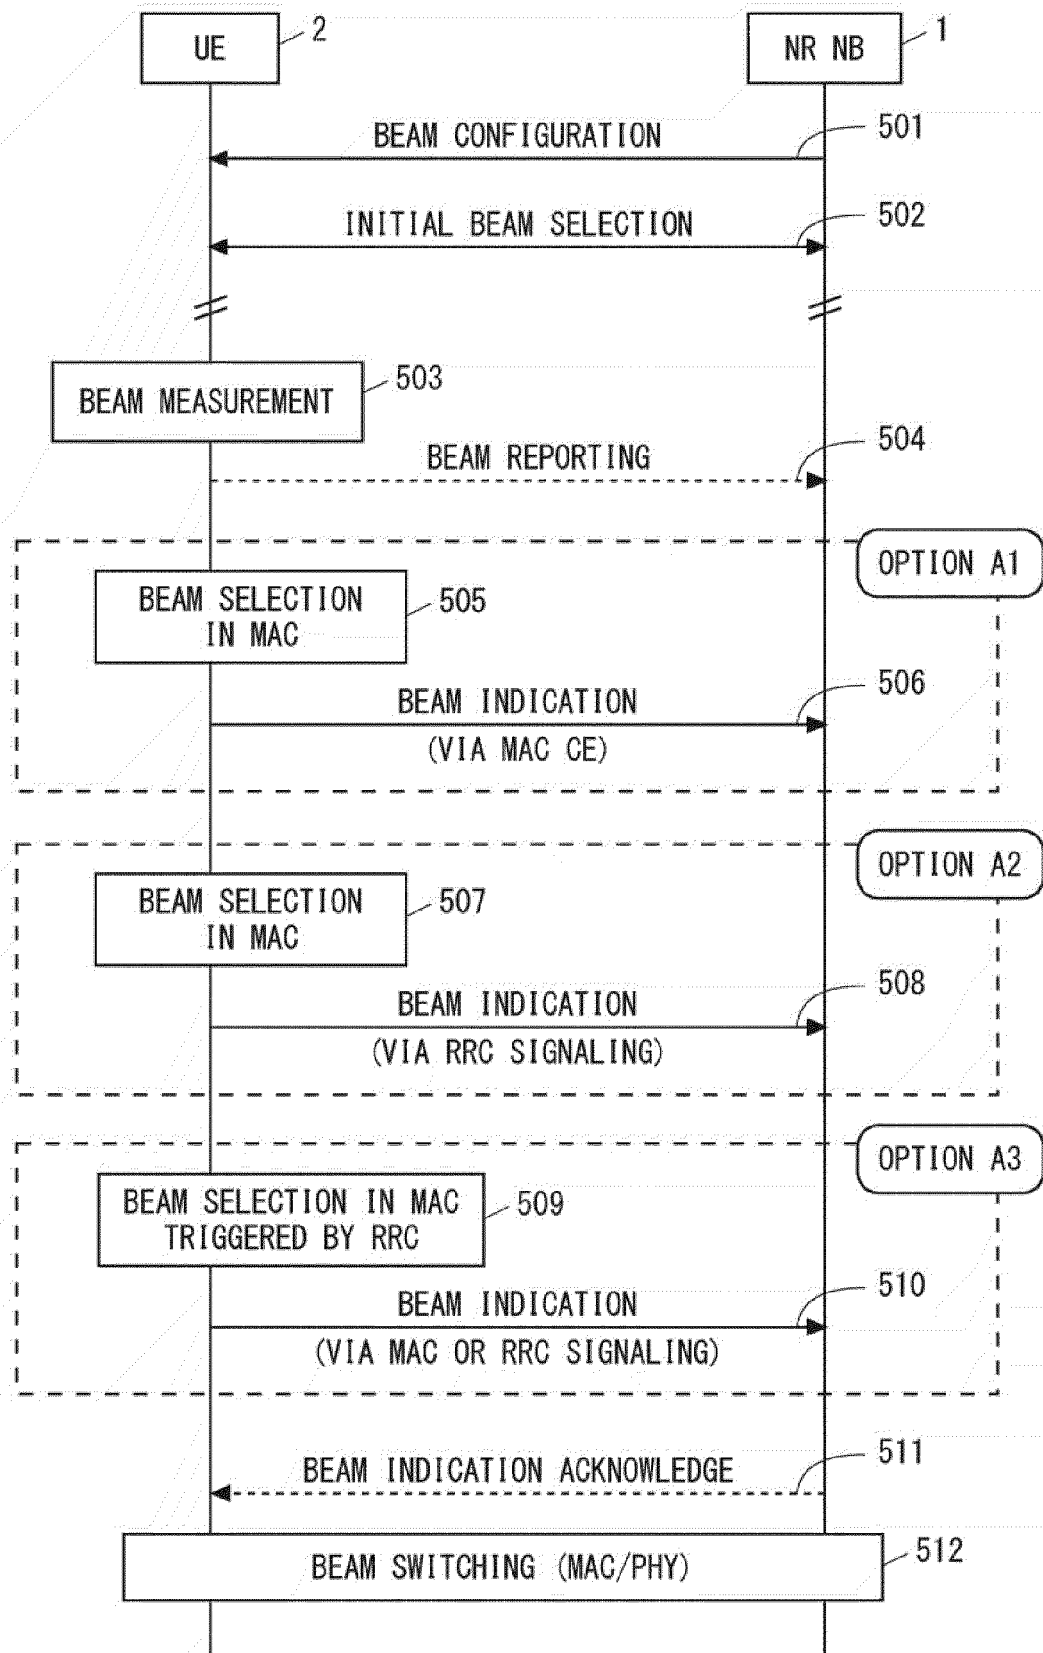 UE
2
NR NB
1
BEAM CONFIGURATION
501
INITIAL BEAM SELECTION
502
BEAM MEASUREMENT
503
BEAM REPORTING
504
OPTION A1
BEAM SELECTION
IN MAC
505
BEAM INDICATION
(VIA MAC CE)
506
OPTION A2
BEAM SELECTION
IN MAC
507
BEAM INDICATION
(VIA RRC SIGNALING)
508
OPTION A3
BEAM SELECTION IN MAC
TRIGGERED BY RRC
509
BEAM INDICATION
(VIA MAC OR RRC SIGNALING)
510
BEAM INDICATION ACKNOWLEDGE
511
BEAM SWITCHING (MAC/PHY)
512